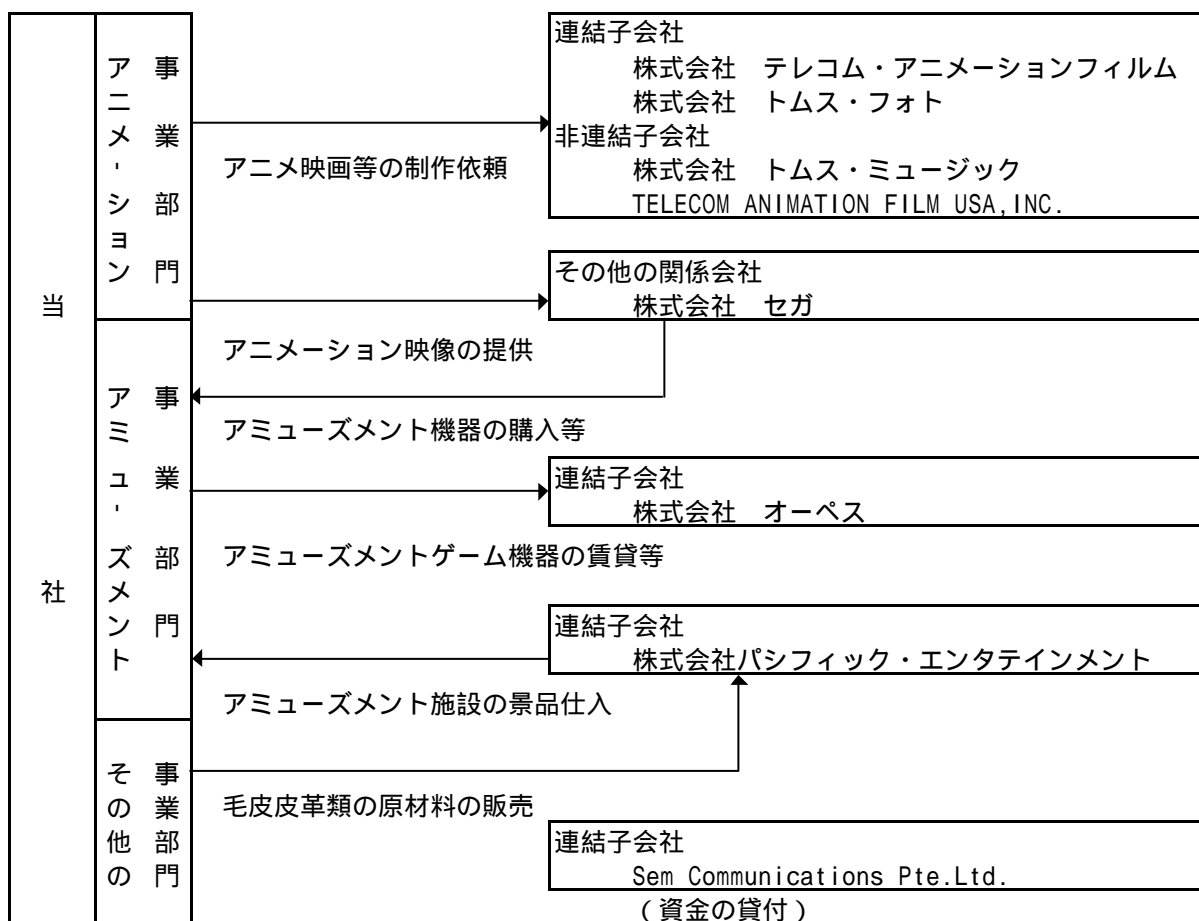 当社
アニメ-ション
事業部門
連結子会社
株式会社 テレコム・アニメーションフィルム
株式会社 トムス・フォト
非連結子会社
株式会社 トムス・ミュージック
TELECOM ANIMATION FILM USA,INC.
アニメ映画等の制作依頼
その他の関係会社
株式会社 セガ
アニメーション映像の提供
アミュ-ズメント
事業部門
アミューズメント機器の購入等
連結子会社
株式会社 オーペス
アミューズメントゲーム機器の賃貸等
連結子会社
株式会社パシフィック・エンタテインメント
アミューズメント施設の景品仕入
その他の
事業部門
毛皮皮革類の原材料の販売
連結子会社
Sem Communications Pte.Ltd.
(資金の貸付)